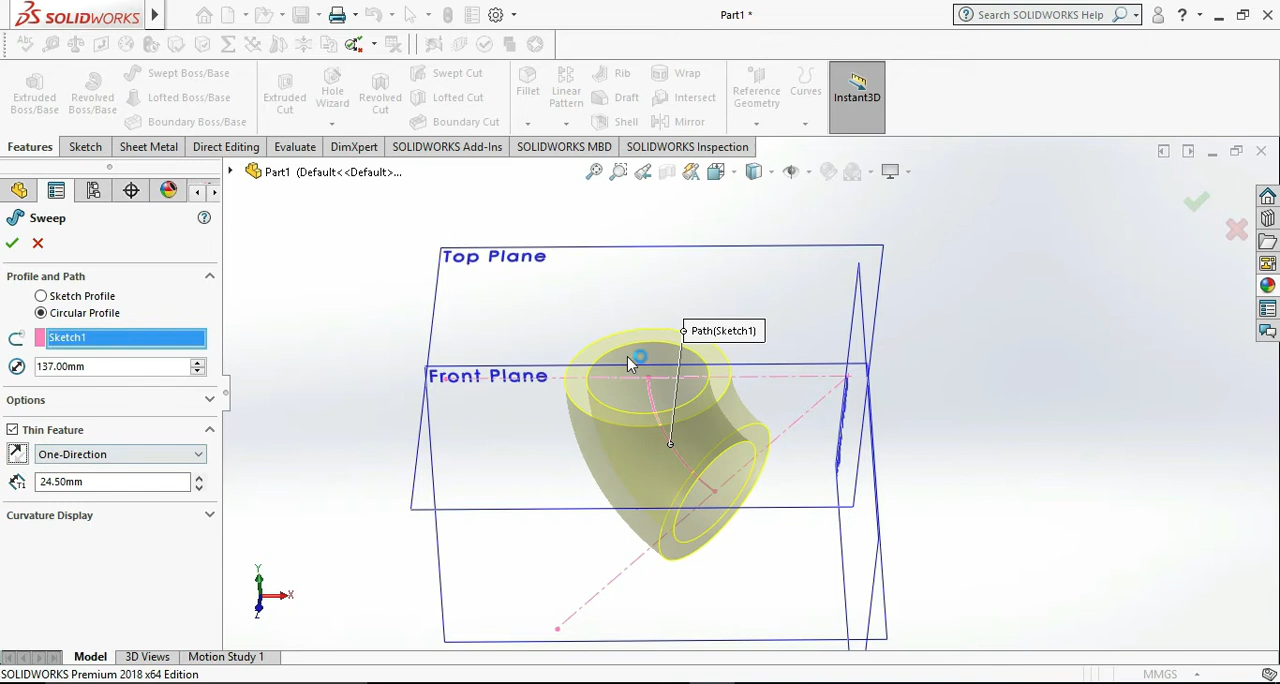 SOLIDWORKS
Part1 *
Search SOLIDWORKS Help
?
Extruded Boss/Base
Revolved Boss/Base
Swept Boss/Base
Lofted Boss/Base
Boundary Boss/Base
Extruded Cut
Hole Wizard
Revolved Cut
Swept Cut
Lofted Cut
Boundary Cut
Fillet
Linear Pattern
Rib
Draft
Shell
Wrap
Intersect
Mirror
Reference Geometry
Curves
Instant3D
Features
Sketch
Sheet Metal
Direct Editing
Evaluate
DimXpert
SOLIDWORKS Add-Ins
SOLIDWORKS MBD
SOLIDWORKS Inspection
Part1 (Default<<Default>...
Sweep
?
Profile and Path
Sketch Profile
Circular Profile
Sketch1
137.00mm
Options
Thin Feature
One-Direction
24.50mm
Curvature Display
Top Plane
Front Plane
Path(Sketch1)
Y
X
Z
Model
3D Views
Motion Study 1
SOLIDWORKS Premium 2018 x64 Edition
MMGS